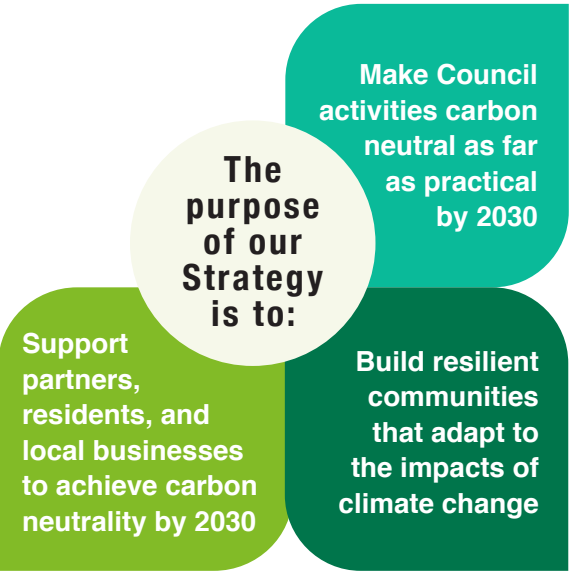 The
purpose
of our
Strategy
is to:
Make Council
activities carbon
neutral as far
as practical
by 2030
Support
partners,
residents, and
local businesses
to achieve carbon
neutrality by 2030
Build resilient
communities
that adapt to
the impacts of
climate change